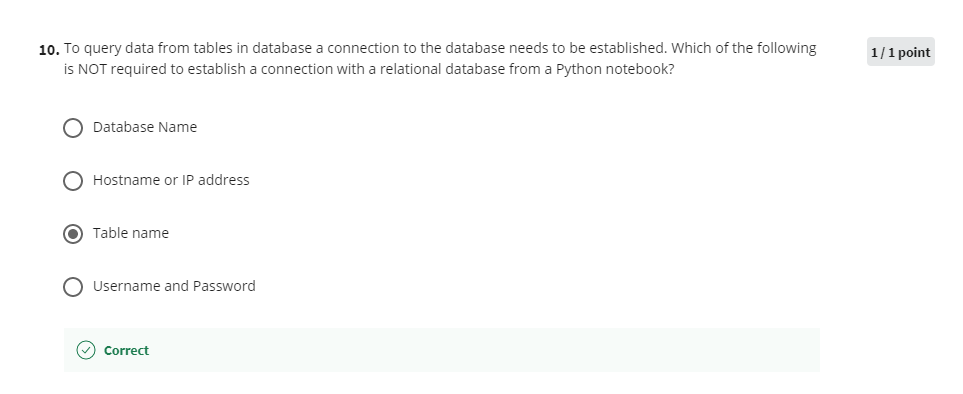 10. To query data from tables in database a connection to the database needs to be established. Which of the following
is NOT required to establish a connection with a relational database from a Python notebook?
1 / 1 point
Database Name
Hostname or IP address
Table name
Username and Password
Correct